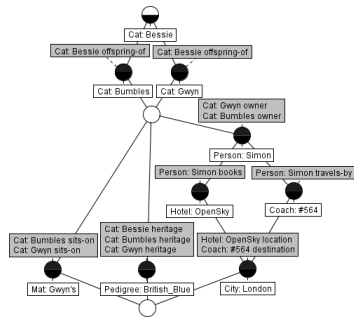 Cat: Bessie
Cat: Bessie offspring-of
Cat: Bessie offspring-of
Cat: Bumbles
Cat: Gwyn
Cat: Gwyn owner
Cat: Bumbles owner
Person: Simon
Person: Simon books
Person: Simon travels-by
Hotel: OpenSky
Coach: #564
Cat: Bessie heritage
Cat: Bumbles heritage
Cat: Gwyn heritage
Cat: Bumbles sits-on
Cat: Gwyn sits-on
Hotel: OpenSky location
Coach: #564 destination
Mat: Gwyn's
Pedigree: British_Blue
City: London